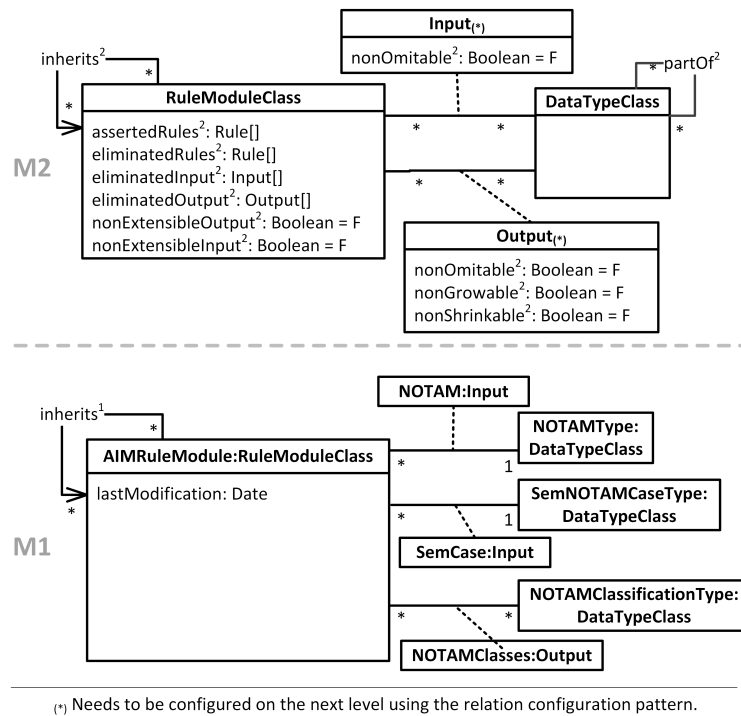 Input(*)
nonOmitable²: Boolean = F
inherits²
*
*
RuleModuleClass
assertedRules²: Rule[]
eliminatedRules²: Rule[]
eliminatedInput²: Input[]
eliminatedOutput²: Output[]
nonExtensibleOutput²: Boolean = F
nonExtensibleInput²: Boolean = F
* *
* *
DataTypeClass
* partOf²
*
M2
Output(*)
nonOmitable²: Boolean = F
nonGrowable²: Boolean = F
nonShrinkable²: Boolean = F
M1
inherits¹
*
*
AIMRuleModule:RuleModuleClass
lastModification: Date
NOTAM:Input
* 1
NOTAMType:
DataTypeClass
* 1
SemNOTAMCaseType:
DataTypeClass
SemCase:Input
* *
NOTAMClassificationType:
DataTypeClass
NOTAMClasses:Output
(*) Needs to be configured on the next level using the relation configuration pattern.